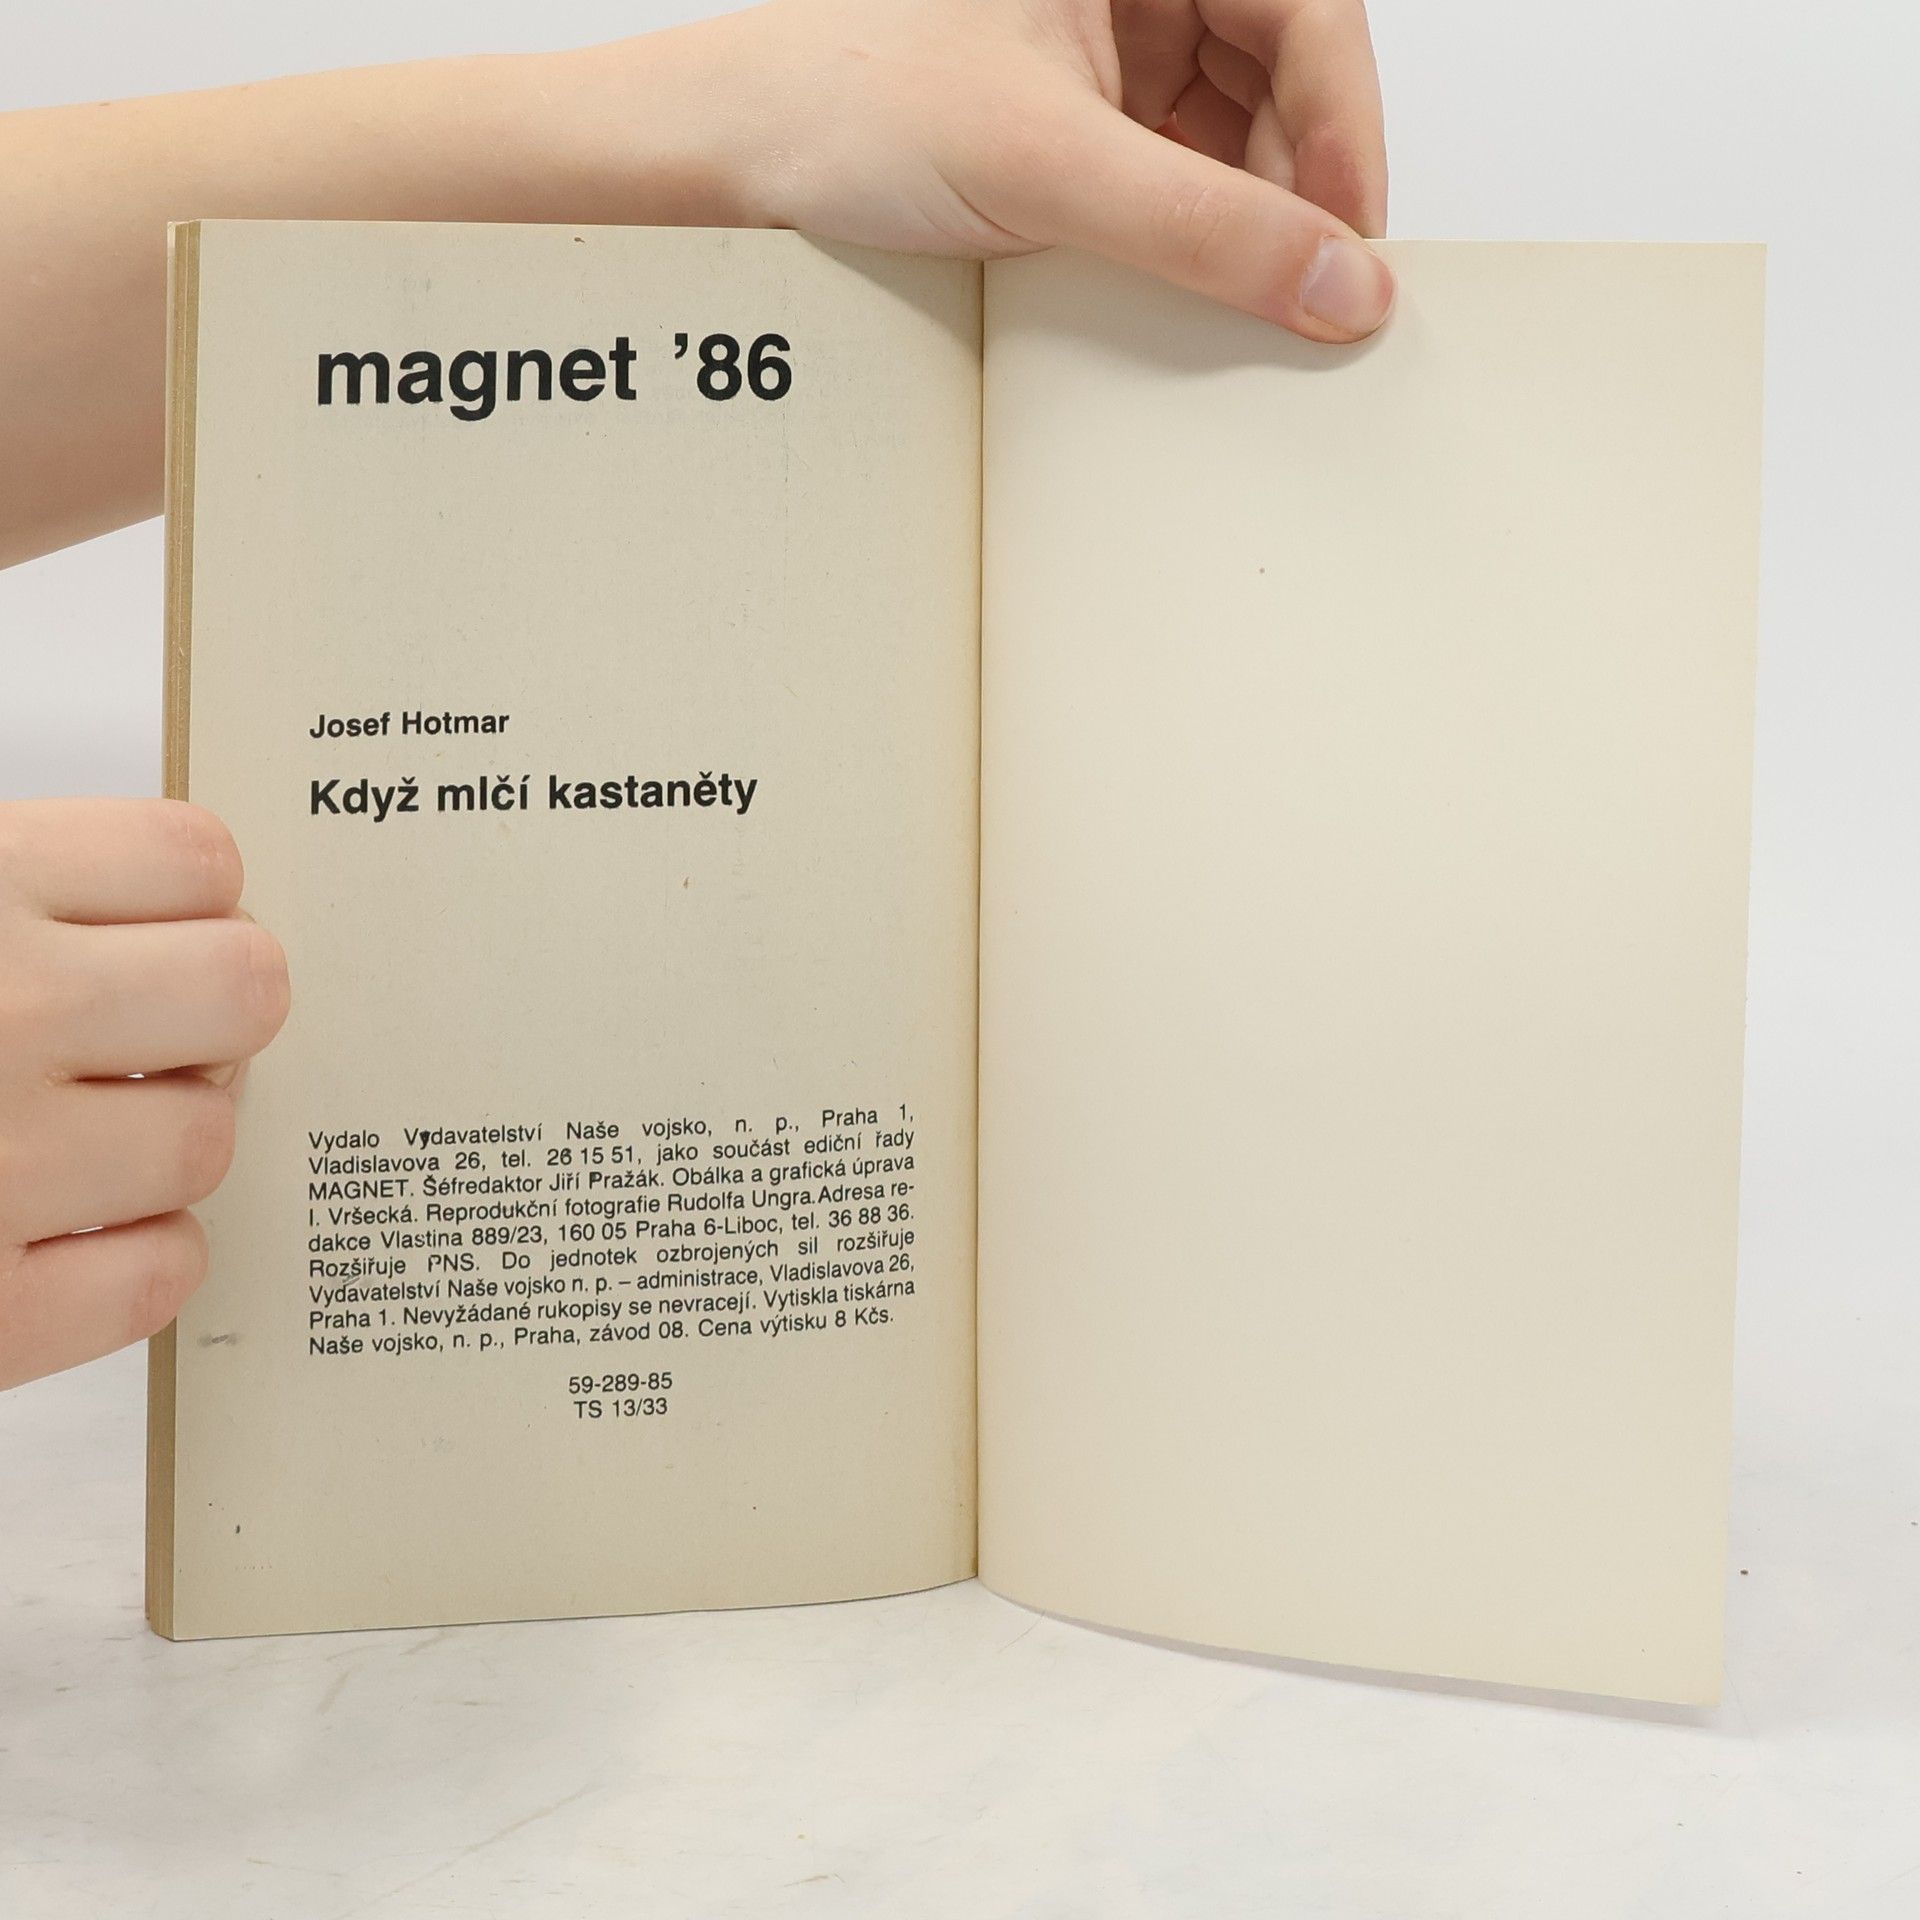 magnet ’86
Josef Hotmar
Když mlčí kastaněty
Vydalo Vydavatelství Naše vojsko, n. p., Praha 1,
Vladislavova 26, tel. 26 15 51, jako součást ediční řady
MAGNET. Šéfredaktor Jiří Pražák. Obálka a grafická úprava
I. Vršecká. Reprodukční fotografie Rudolfa Ungra. Adresa re-
dakce Vlastina 889/23, 160 05 Praha 6-Liboc, tel. 36 88 36.
Rozšiřuje PNS. Do jednotek ozbrojených sil rozšiřuje
Vydavatelství Naše vojsko n. p. – administrace, Vladislavova 26,
Praha 1. Nevyžádané rukopisy se nevracejí. Vytiskla tiskárna
Naše vojsko, n. p., Praha, závod 08. Cena výtisku 8 Kčs.
59-289-85
TS 13/33